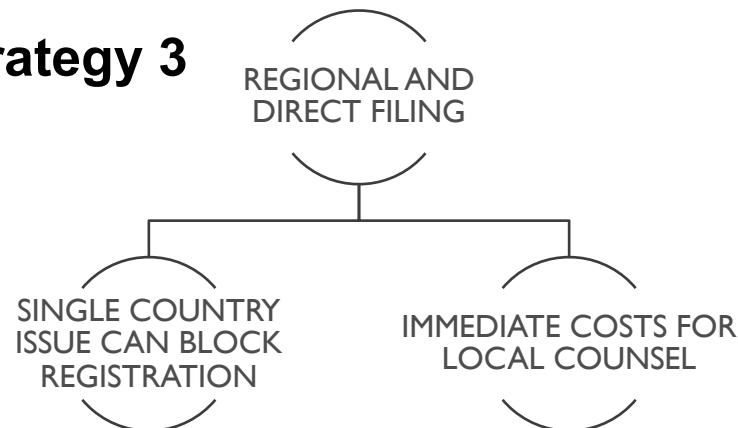 rategy 3
REGIONAL AND
DIRECT FILING
SINGLE COUNTRY
ISSUE CAN BLOCK
REGISTRATION
IMMEDIATE COSTS FOR
LOCAL COUNSEL